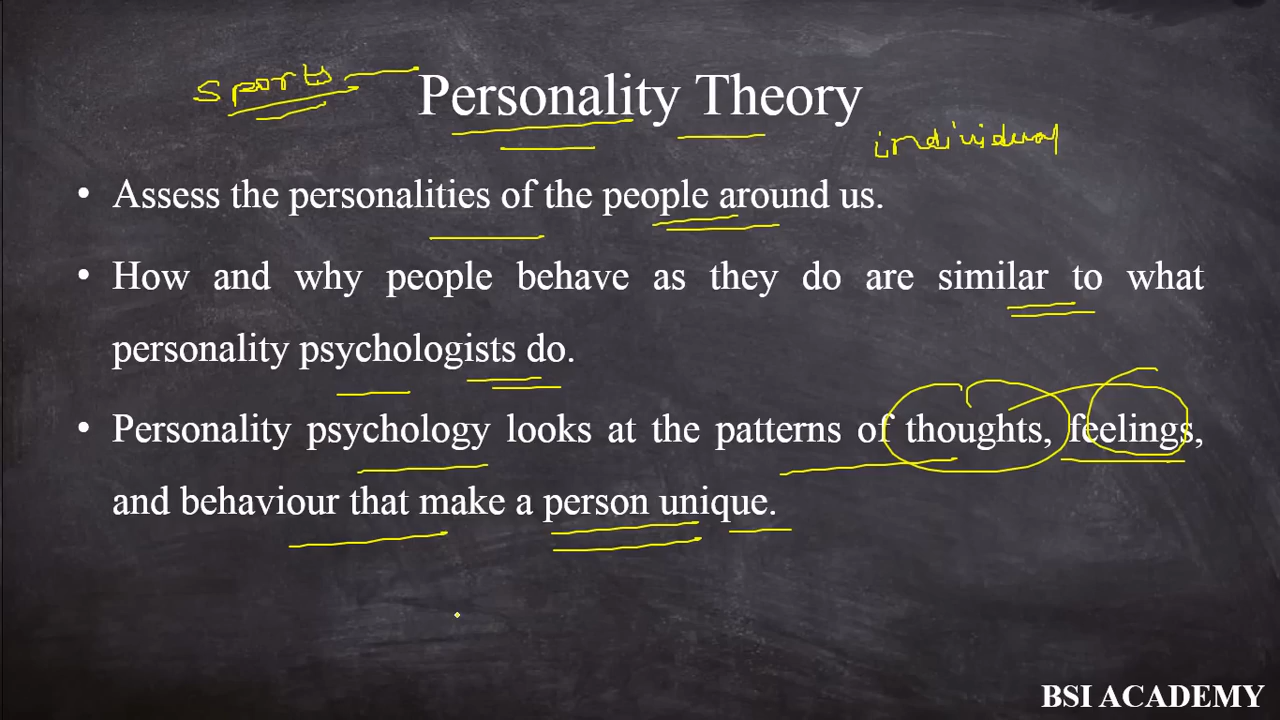 sports
Personality Theory
individual
• Assess the personalities of the people around us.
• How and why people behave as they do are similar to what
personality psychologists do.
• Personality psychology looks at the patterns of thoughts, feelings,
and behaviour that make a person unique.
BSI ACADEMY